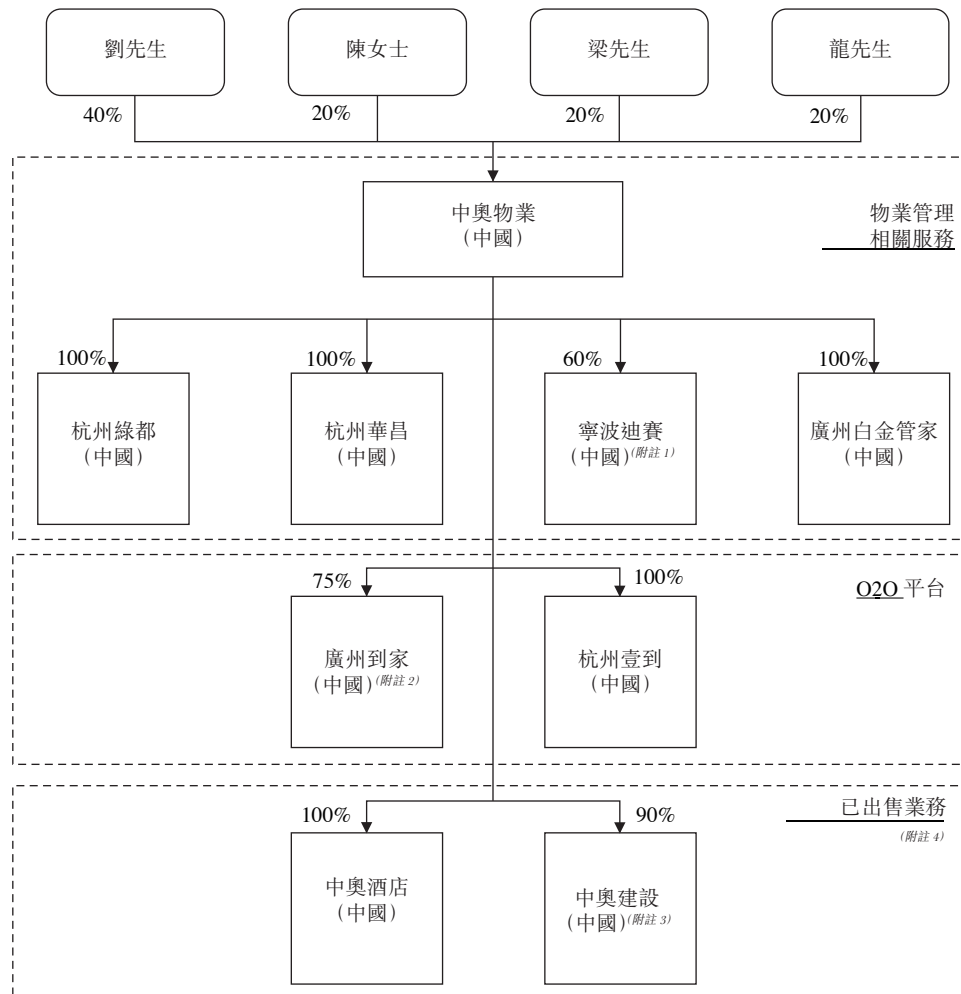 劉先生
陳女士
梁先生
龍先生
40%
20%
20%
20%
中奧物業
(中國)
物業管理
相關服務
100%
100%
60%
100%
杭州綠都
(中國)
杭州華昌
(中國)
寧波迪賽
(中國)(附註 1)
廣州白金管家
(中國)
O2O 平台
75%
100%
廣州到家
(中國)(附註 2)
杭州壹到
(中國)
已出售業務
(附註 4)
100%
90%
中奧酒店
(中國)
中奧建設
(中國)(附註 3)